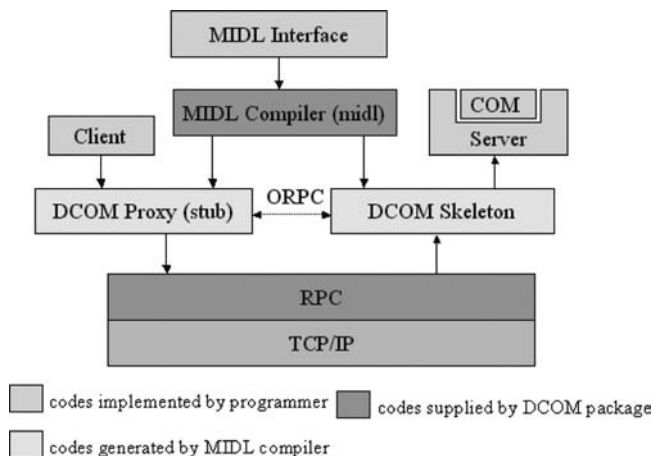 MIDL Interface
MIDL Compiler (midl)
COM
Client
Server
ORPC
DCOM Proxy (stub)
DCOM Skeleton
RPC
TCP/IP
codes implemented by programmer
codes supplied by DCOM package
codes generated by MIDL compiler